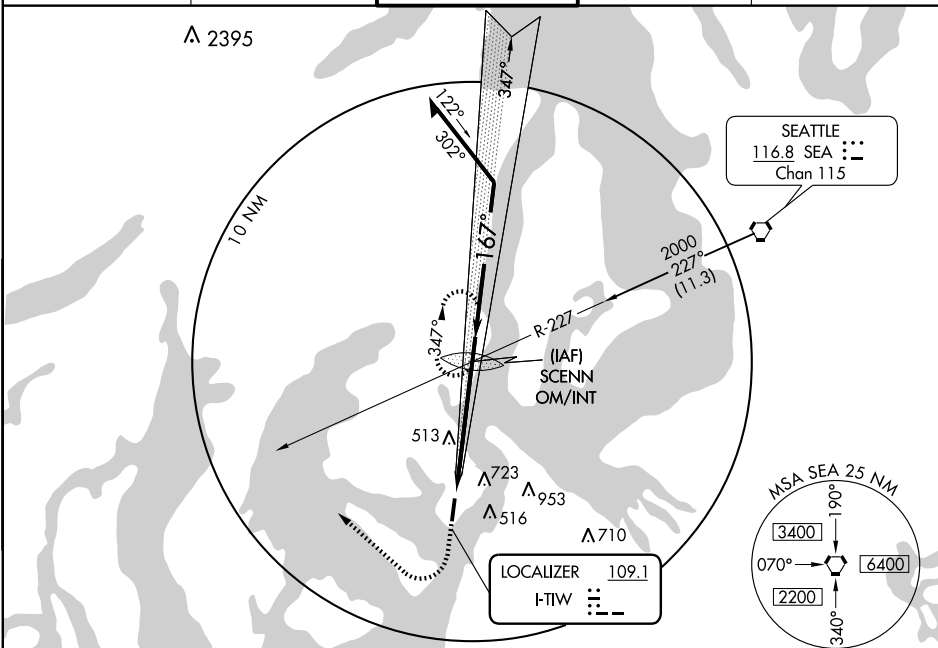 2395
347°
122°
302°
10 NM
167°
SEATTLE
116.8 SEA
Chan 115
2000
227°
(11.3)
R-227
347°
(IAF)
SCENN
OM/INT
513
723
953
516
710
LOCALIZER 109.1
I-TIW
MSA SEA 25 NM
190°
3400
070°
6400
2200
340°